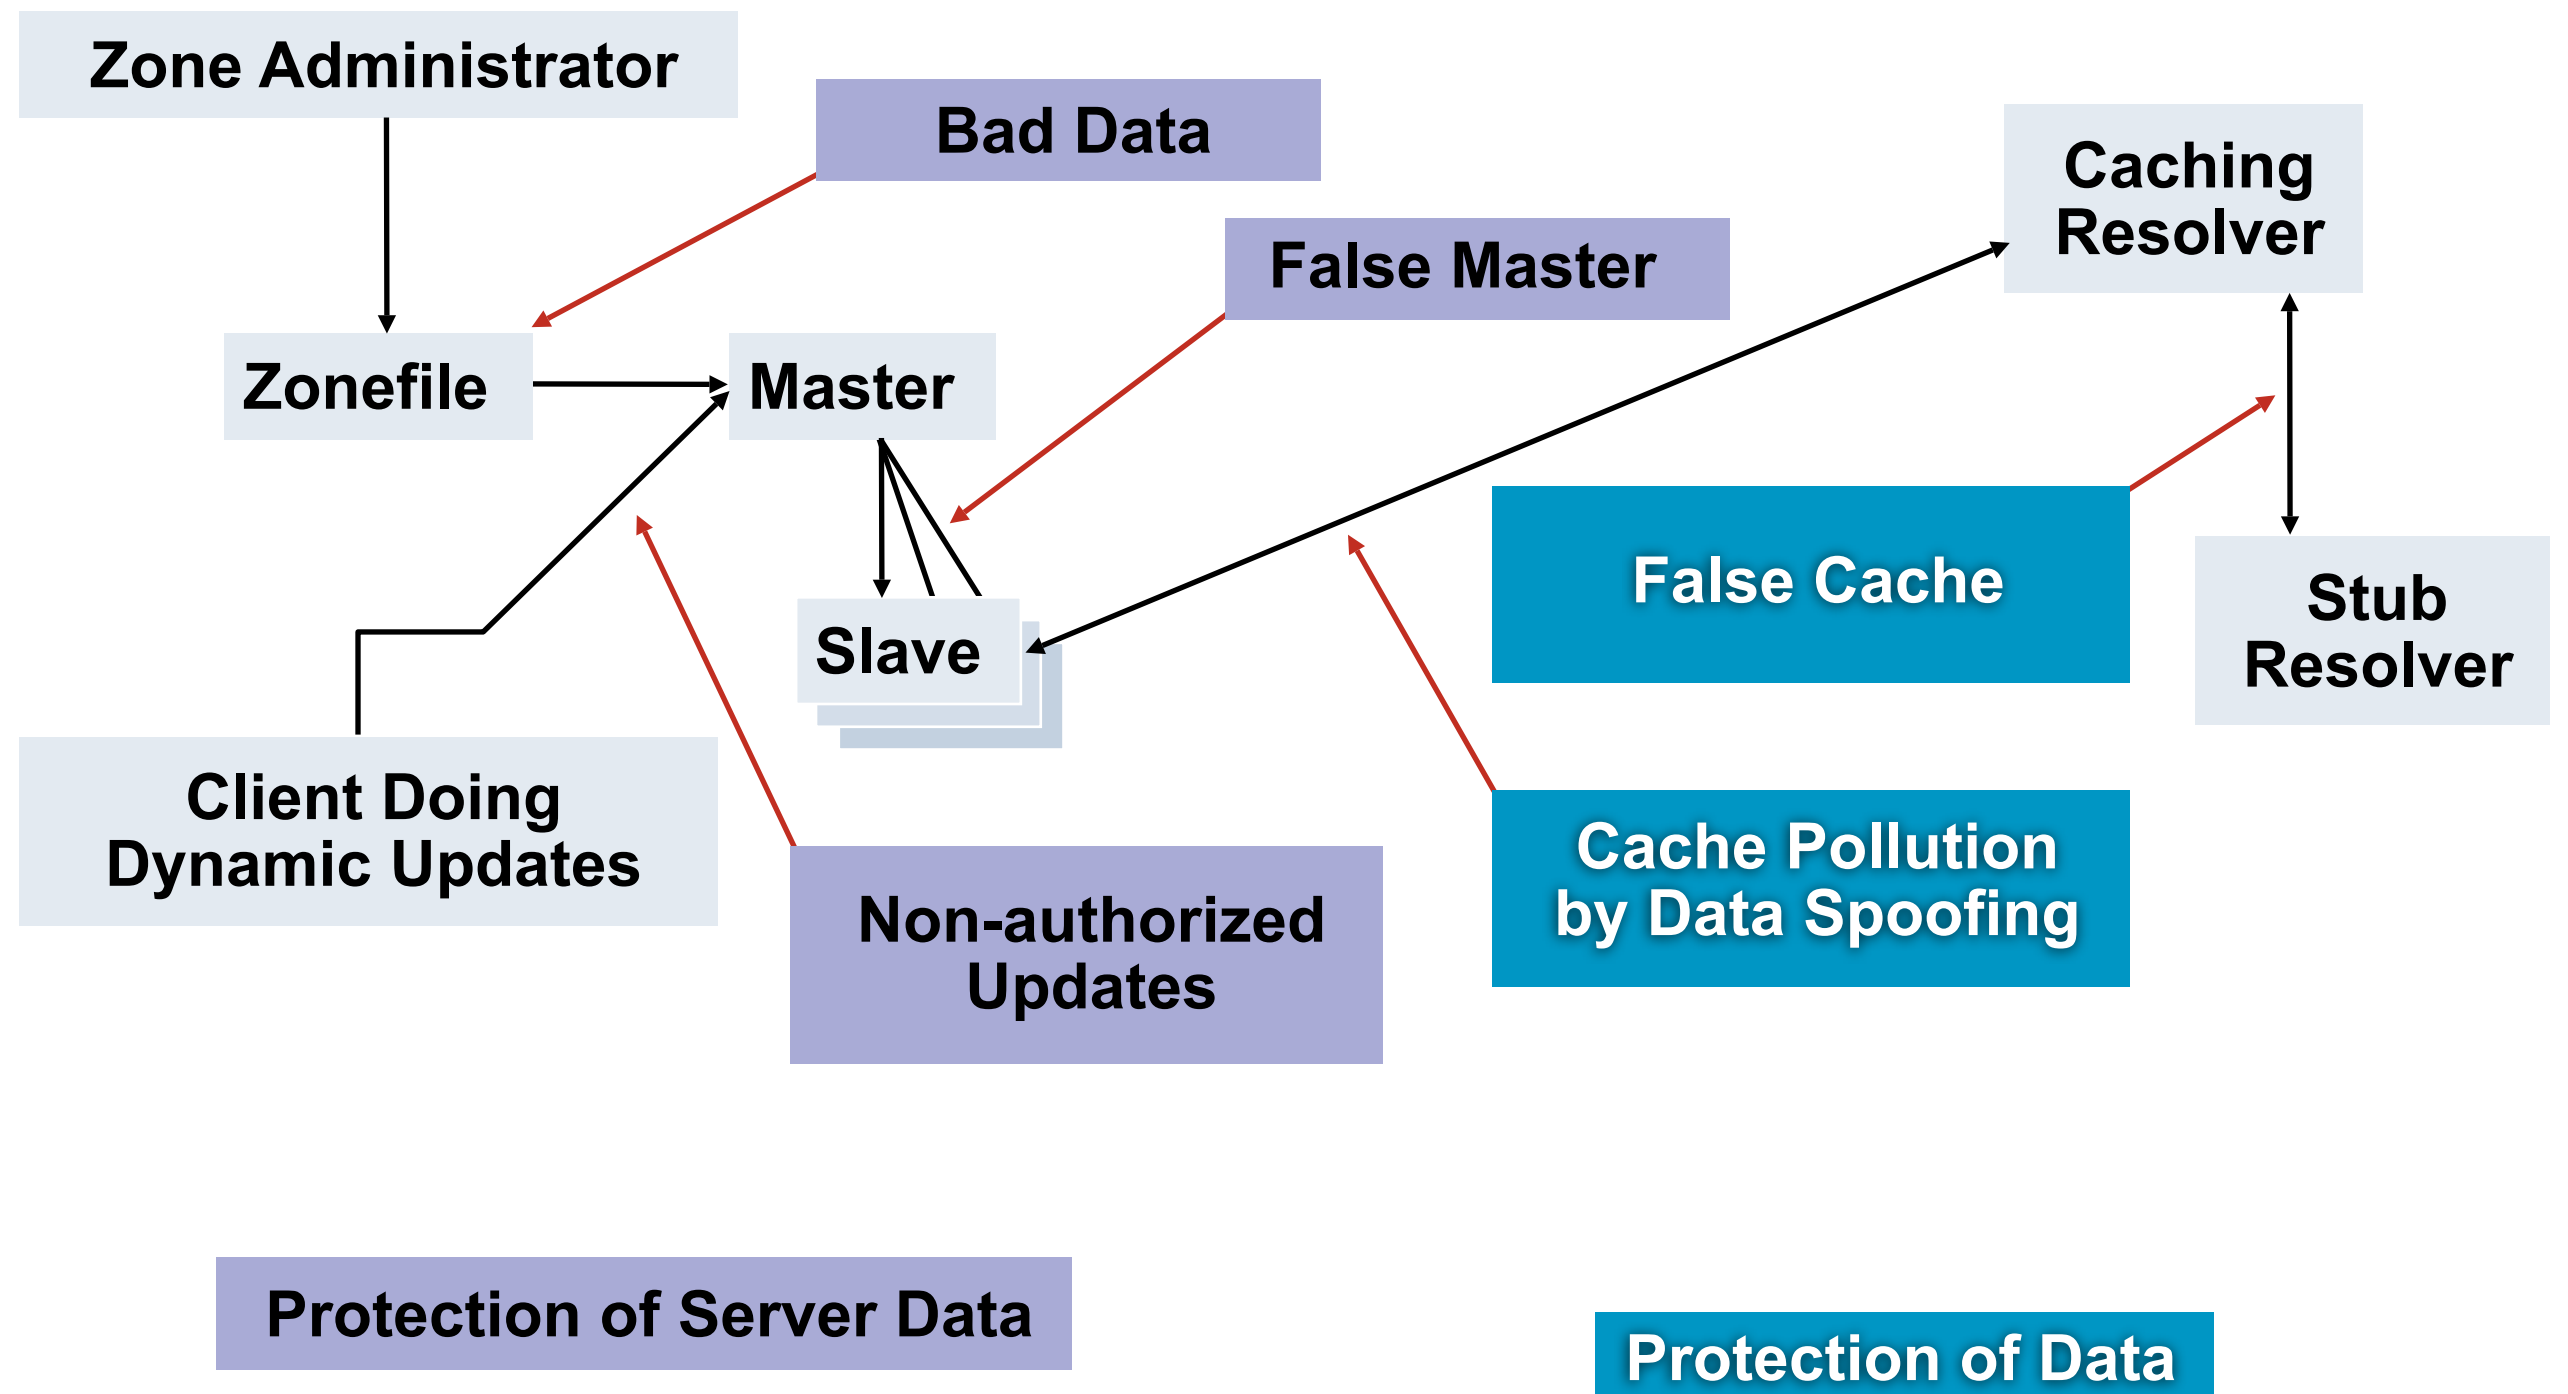 Zone Administrator
Bad Data
Caching
Resolver
False Master
Zonefile
Master
False Cache
Stub
Resolver
Slave
Client Doing
Dynamic Updates
Cache Pollution
by Data Spoofing
Non-authorized
Updates
Protection of Server Data
Protection of Data